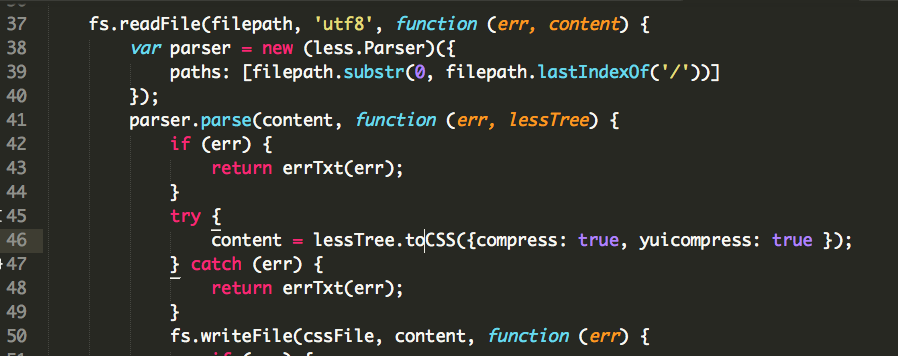 37 fs.readFile(filepath, 'utf8', function (err, content) {
38 var parser = new (less.Parser)({
39 paths: [filepath.substr(0, filepath.lastIndexOf('/'))]
40 });
41 parser.parse(content, function (err, lessTree) {
42 if (err) {
43 return errTxt(err);
44 }
45 try {
46 content = lessTree.toCSS({compress: true, yuicompress: true });
47 } catch (err) {
48 return errTxt(err);
49 }
50 fs.writeFile(cssFile, content, function (err) {